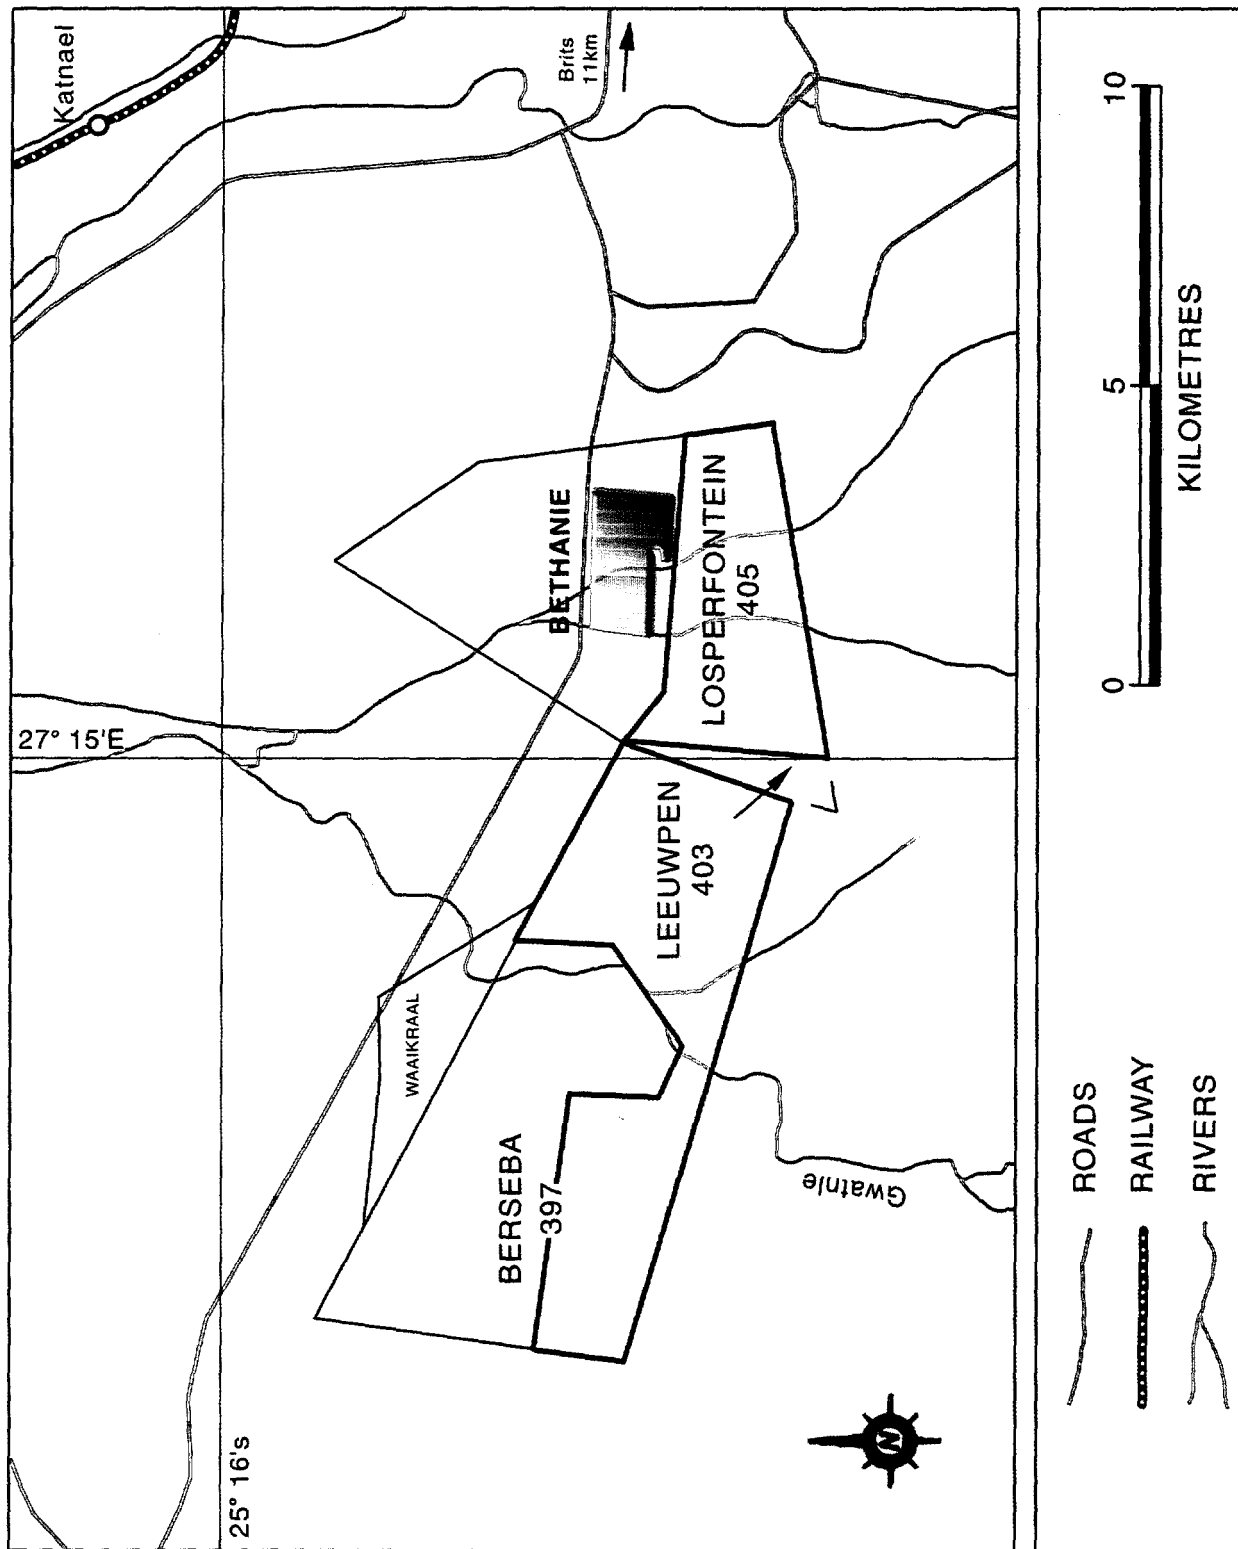 Katnael
Brits
11km
27° 15'E
25° 16's
BETHANIE
LOSPERFONTEIN
405
LEEUWPEN
403
WAAIKRAAL
BERSEBA
397
Gwatnle
N
0 5 10
KILOMETRES
ROADS
RAILWAY
RIVERS